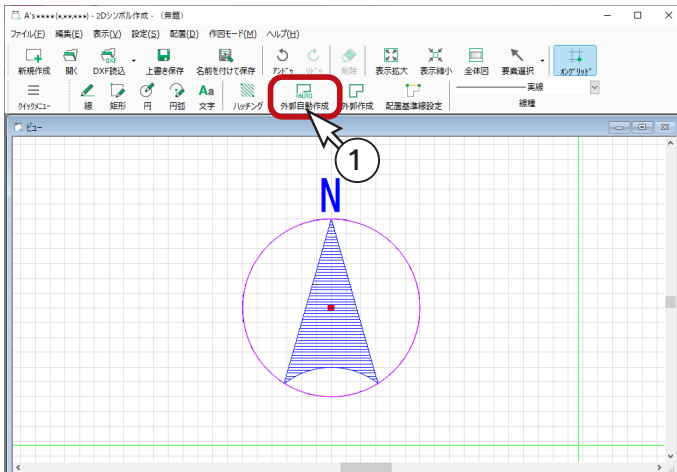 A's****(*,**,***) - 2Dシンボル作成 - （無題）
ファイル(F) 編集(E) 表示(V) 設定(S) 配置(D) 作図モード(M) ヘルプ(H)
新規作成 開く DXF読込 上書き保存 名前を付けて保存 アンドゥ リドゥ 削除 表示拡大 表示縮小 全体図 要素選択 オングリッド
クイックメニュー 線 矩形 円 円弧 文字 ハッチング 外郭自動作成 外郭作成 配置基準線設定 実線
線種
ビュー
1
N